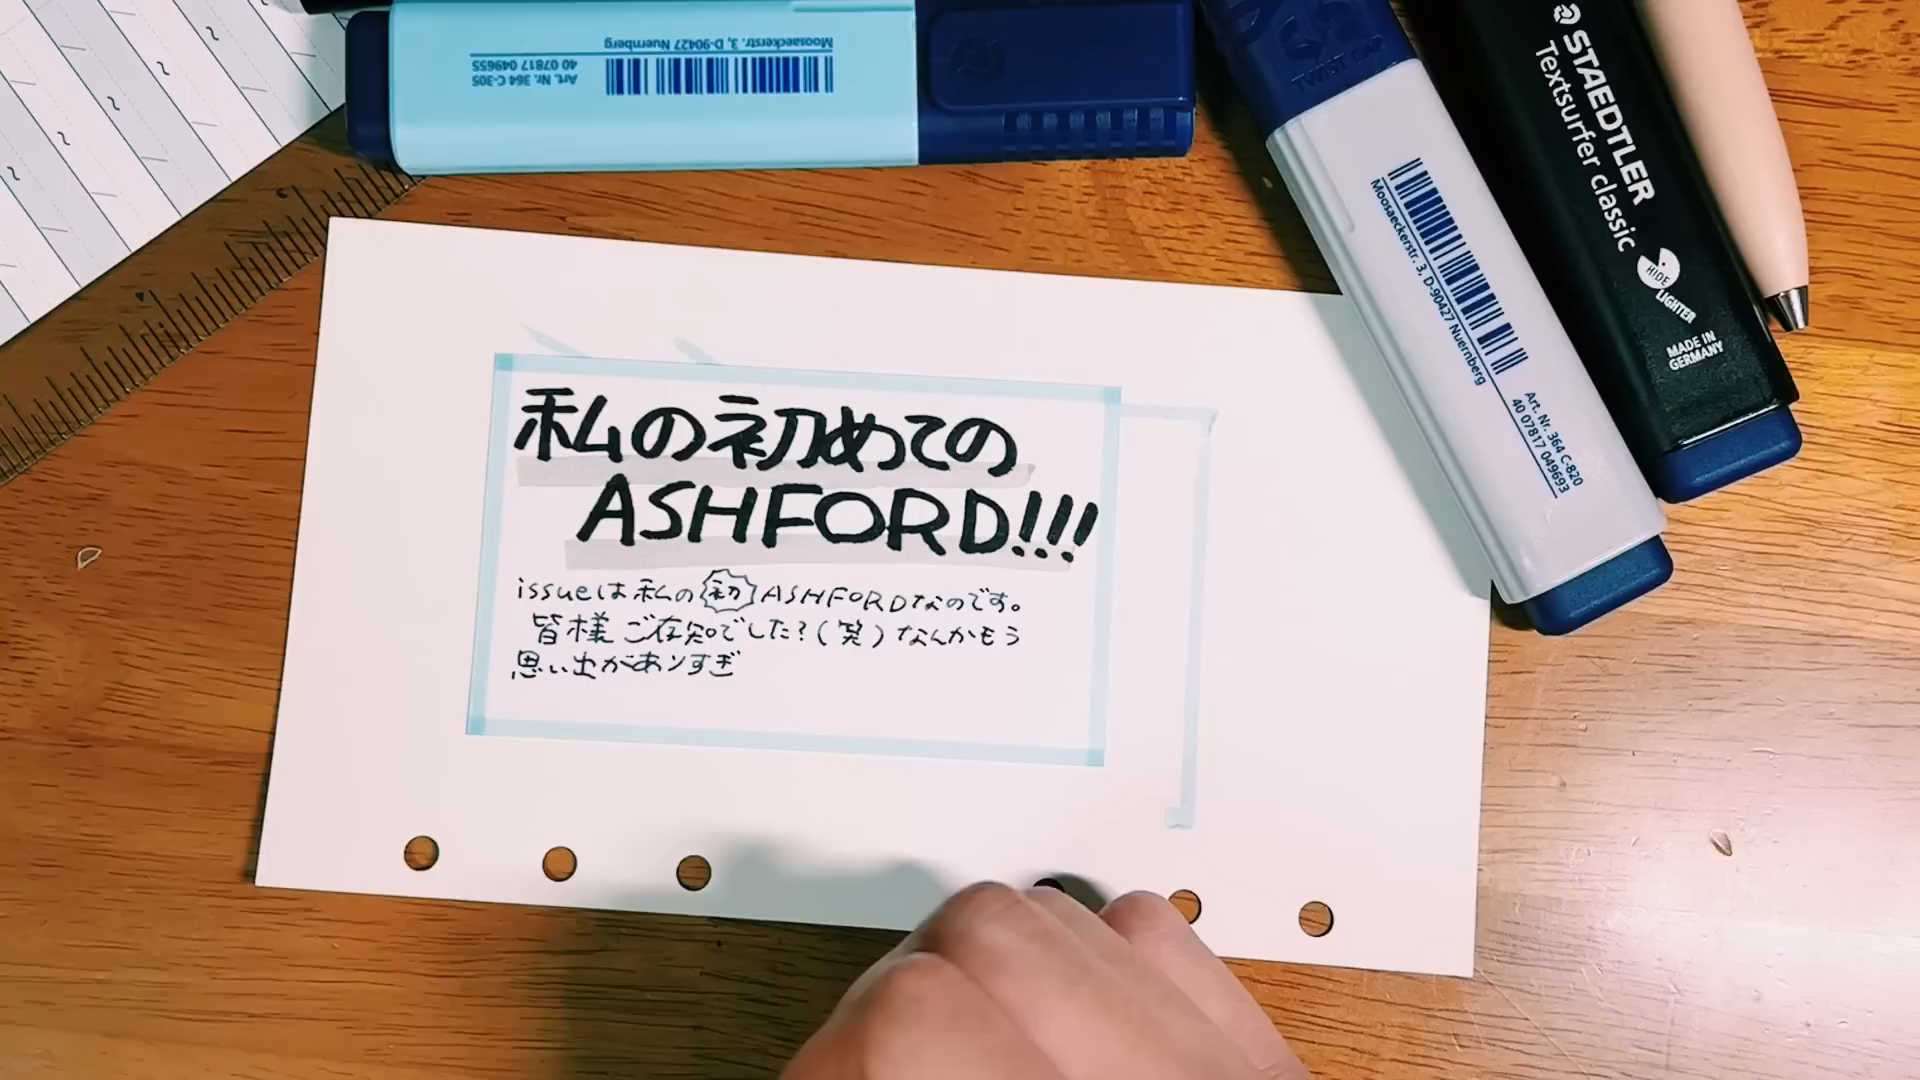 Moosaeckerstr. 3, D-90427 Nuernberg
Art. Nr. 364 C-305
40 07817 049655
TWIST CAP
Moosaeckerstr. 3, D-90427 Nuernberg
Art. Nr. 364 C-820
40 07817 049693
STAEDTLER
Textsurfer classic
HIDE
LIGHTER
MADE IN
GERMANY
私の初めての
ASHFORD!!!
issueは私の初ASHFORDなのです。
皆様ご存知でした?(笑)なんかもう
思い出がありすぎ